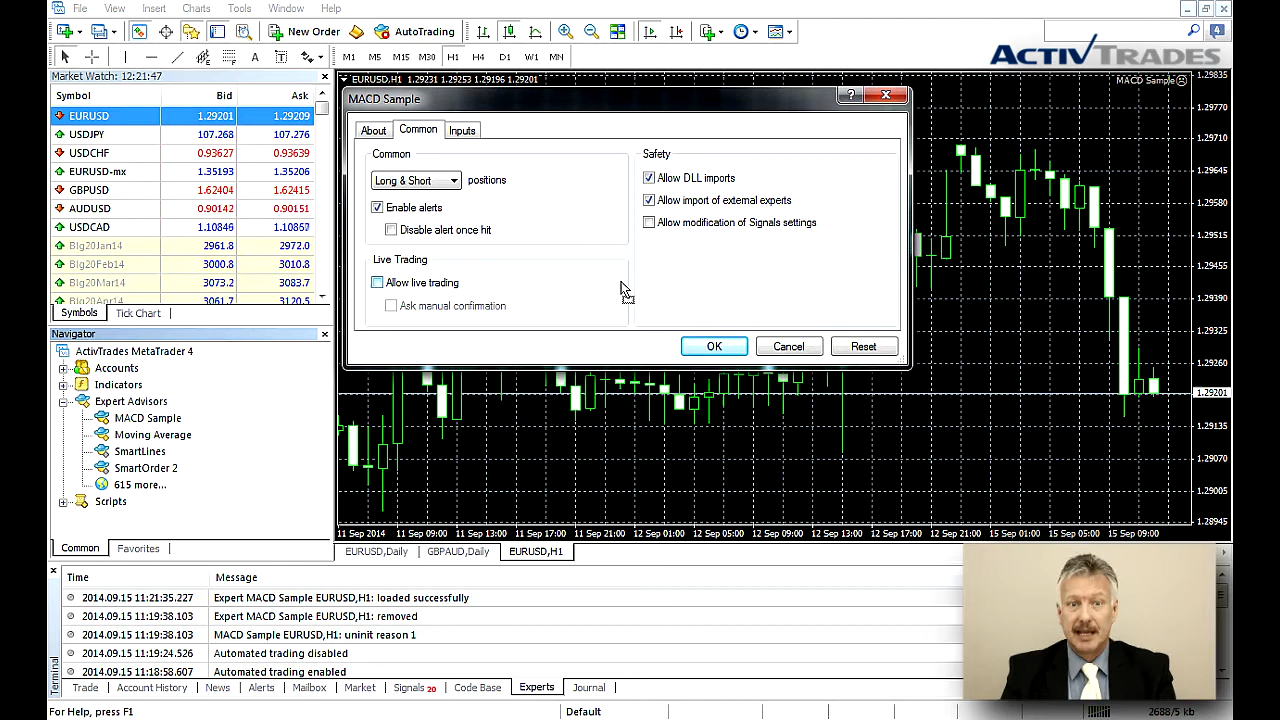 File View Insert Charts Tools Window Help
New Order AutoTrading
4
A T M1 M5 M15 M30 H1 H4 D1 W1 MN
ACTIVTRADES
Market Watch: 12:21:47
Symbol Bid Ask
EURUSD 1.29201 1.29209
USDJPY 107.268 107.276
USDCHF 0.93627 0.93639
EURUSD-mx 1.35193 1.35206
GBPUSD 1.62404 1.62415
AUDUSD 0.90142 0.90151
USDCAD 1.10846 1.10857
BIg20Jan14 2961.8 2972.0
BIg20Feb14 3000.8 3010.8
BIg20Mar14 3073.2 3083.7
BIg20Apr14 3061.7 3120.5
Symbols Tick Chart
Navigator
ActivTrades MetaTrader 4
Accounts
Indicators
Expert Advisors
MACD Sample
Moving Average
SmartLines
SmartOrder 2
615 more...
Scripts
Common Favorites
EURUSD,H1 1.29231 1.29253 1.29196 1.29201
MACD Sample
MACD Sample
?
About Common Inputs
Common
Long & Short positions
Enable alerts
Disable alert once hit
Live Trading
Allow live trading
Ask manual confimation
Safety
Allow DLL imports
Allow import of external experts
Allow modification of Signals settings
OK Cancel Reset
1.29835
1.29770
1.29710
1.29645
1.29580
1.29515
1.29455
1.29390
1.29325
1.29260
1.29201
1.29135
1.29070
1.29005
1.28945
11 Sep 2014 11 Sep 09:00 11 Sep 13:00 11 Sep 17:00 11 Sep 21:00 12 Sep 01:00 12 Sep 05:00 12 Sep 09:00 12 Sep 13:00 12 Sep 17:00 12 Sep 21:00 15 Sep 01:00 15 Sep 05:00 15 Sep 09:00
EURUSD,Daily GBPAUD,Daily EURUSD,H1
Time Message
2014.09.15 11:21:35.227 Expert MACD Sample EURUSD,H1: loaded successfully
2014.09.15 11:19:38.103 Expert MACD Sample EURUSD,H1: removed
2014.09.15 11:19:38.103 MACD Sample EURUSD,H1: uninit reason 1
2014.09.15 11:19:24.526 Automated trading disabled
2014.09.15 11:18:58.607 Automated trading enabled
Terminal
Trade Account History News Alerts Mailbox Market Signals 20 Code Base Experts Journal
For Help, press F1 Default 2688/5 kb